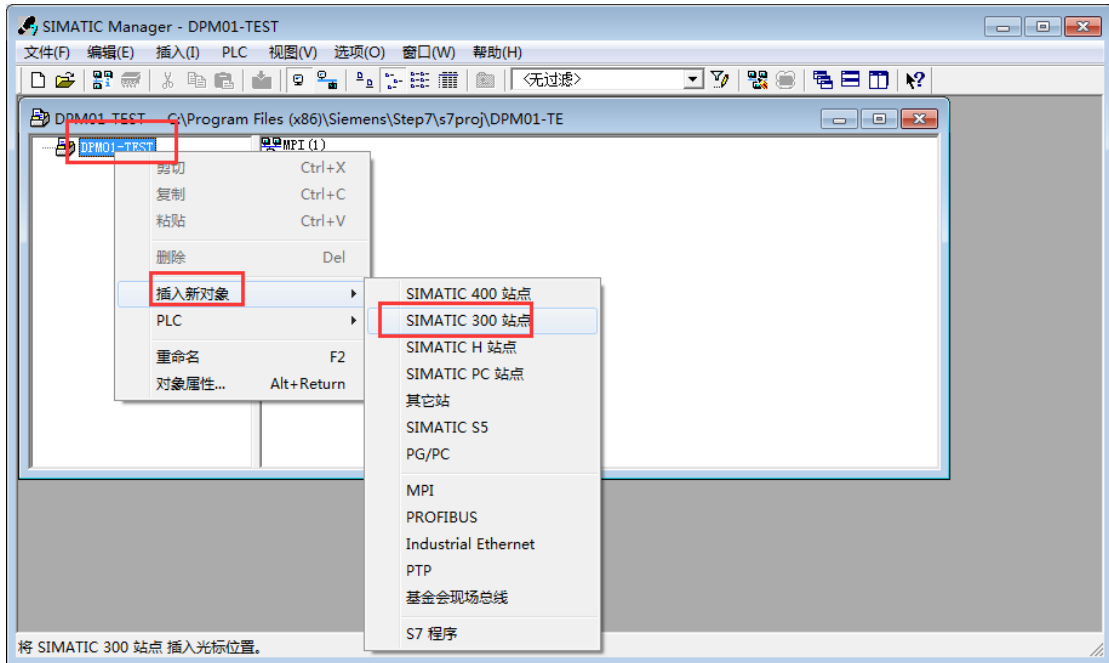 SIMATIC Manager - DPM01-TEST
文件(F) 编辑(E) 插入(I) PLC 视图(V) 选项(O) 窗口(W) 帮助(H)
<无过滤>
DPM01-TEST C:\Program Files (x86)\Siemens\Step7\s7proj\DPM01-TE
DPM01-TEST
MPI(1)
剪切 Ctrl+X
复制 Ctrl+C
粘贴 Ctrl+V
删除 Del
插入新对象
PLC
重命名 F2
对象属性... Alt+Return
SIMATIC 400 站点
SIMATIC 300 站点
SIMATIC H 站点
SIMATIC PC 站点
其它站
SIMATIC S5
PG/PC
MPI
PROFIBUS
Industrial Ethernet
PTP
基金会现场总线
S7 程序
将 SIMATIC 300 站点 插入光标位置。